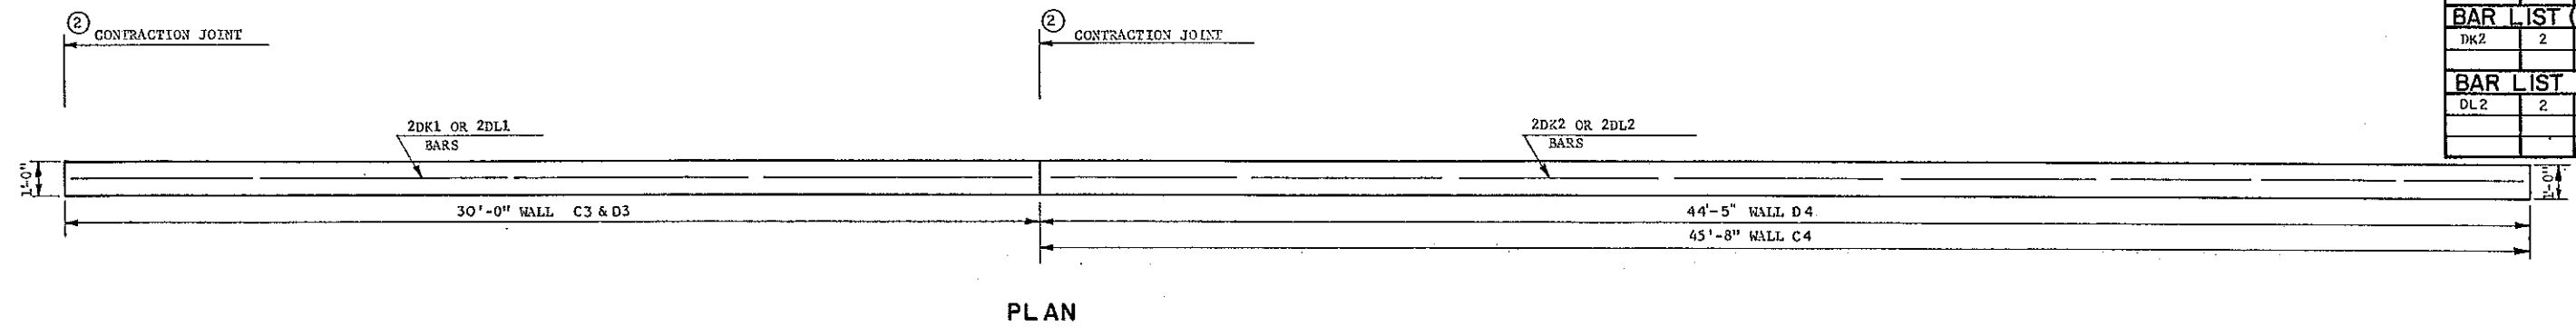 2
CONTRACTION JOINT
2
CONTRACTION JOINT
BAR LIST (
DK2 2
BAR LIST
DL2 2
2DK1 OR 2DL1
BARS
2DK2 OR 2DL2
BARS
1'-0"
1'-0"
30'-0" WALL C3 & D3
44'-5" WALL D4
45'-8" WALL C4
PLAN